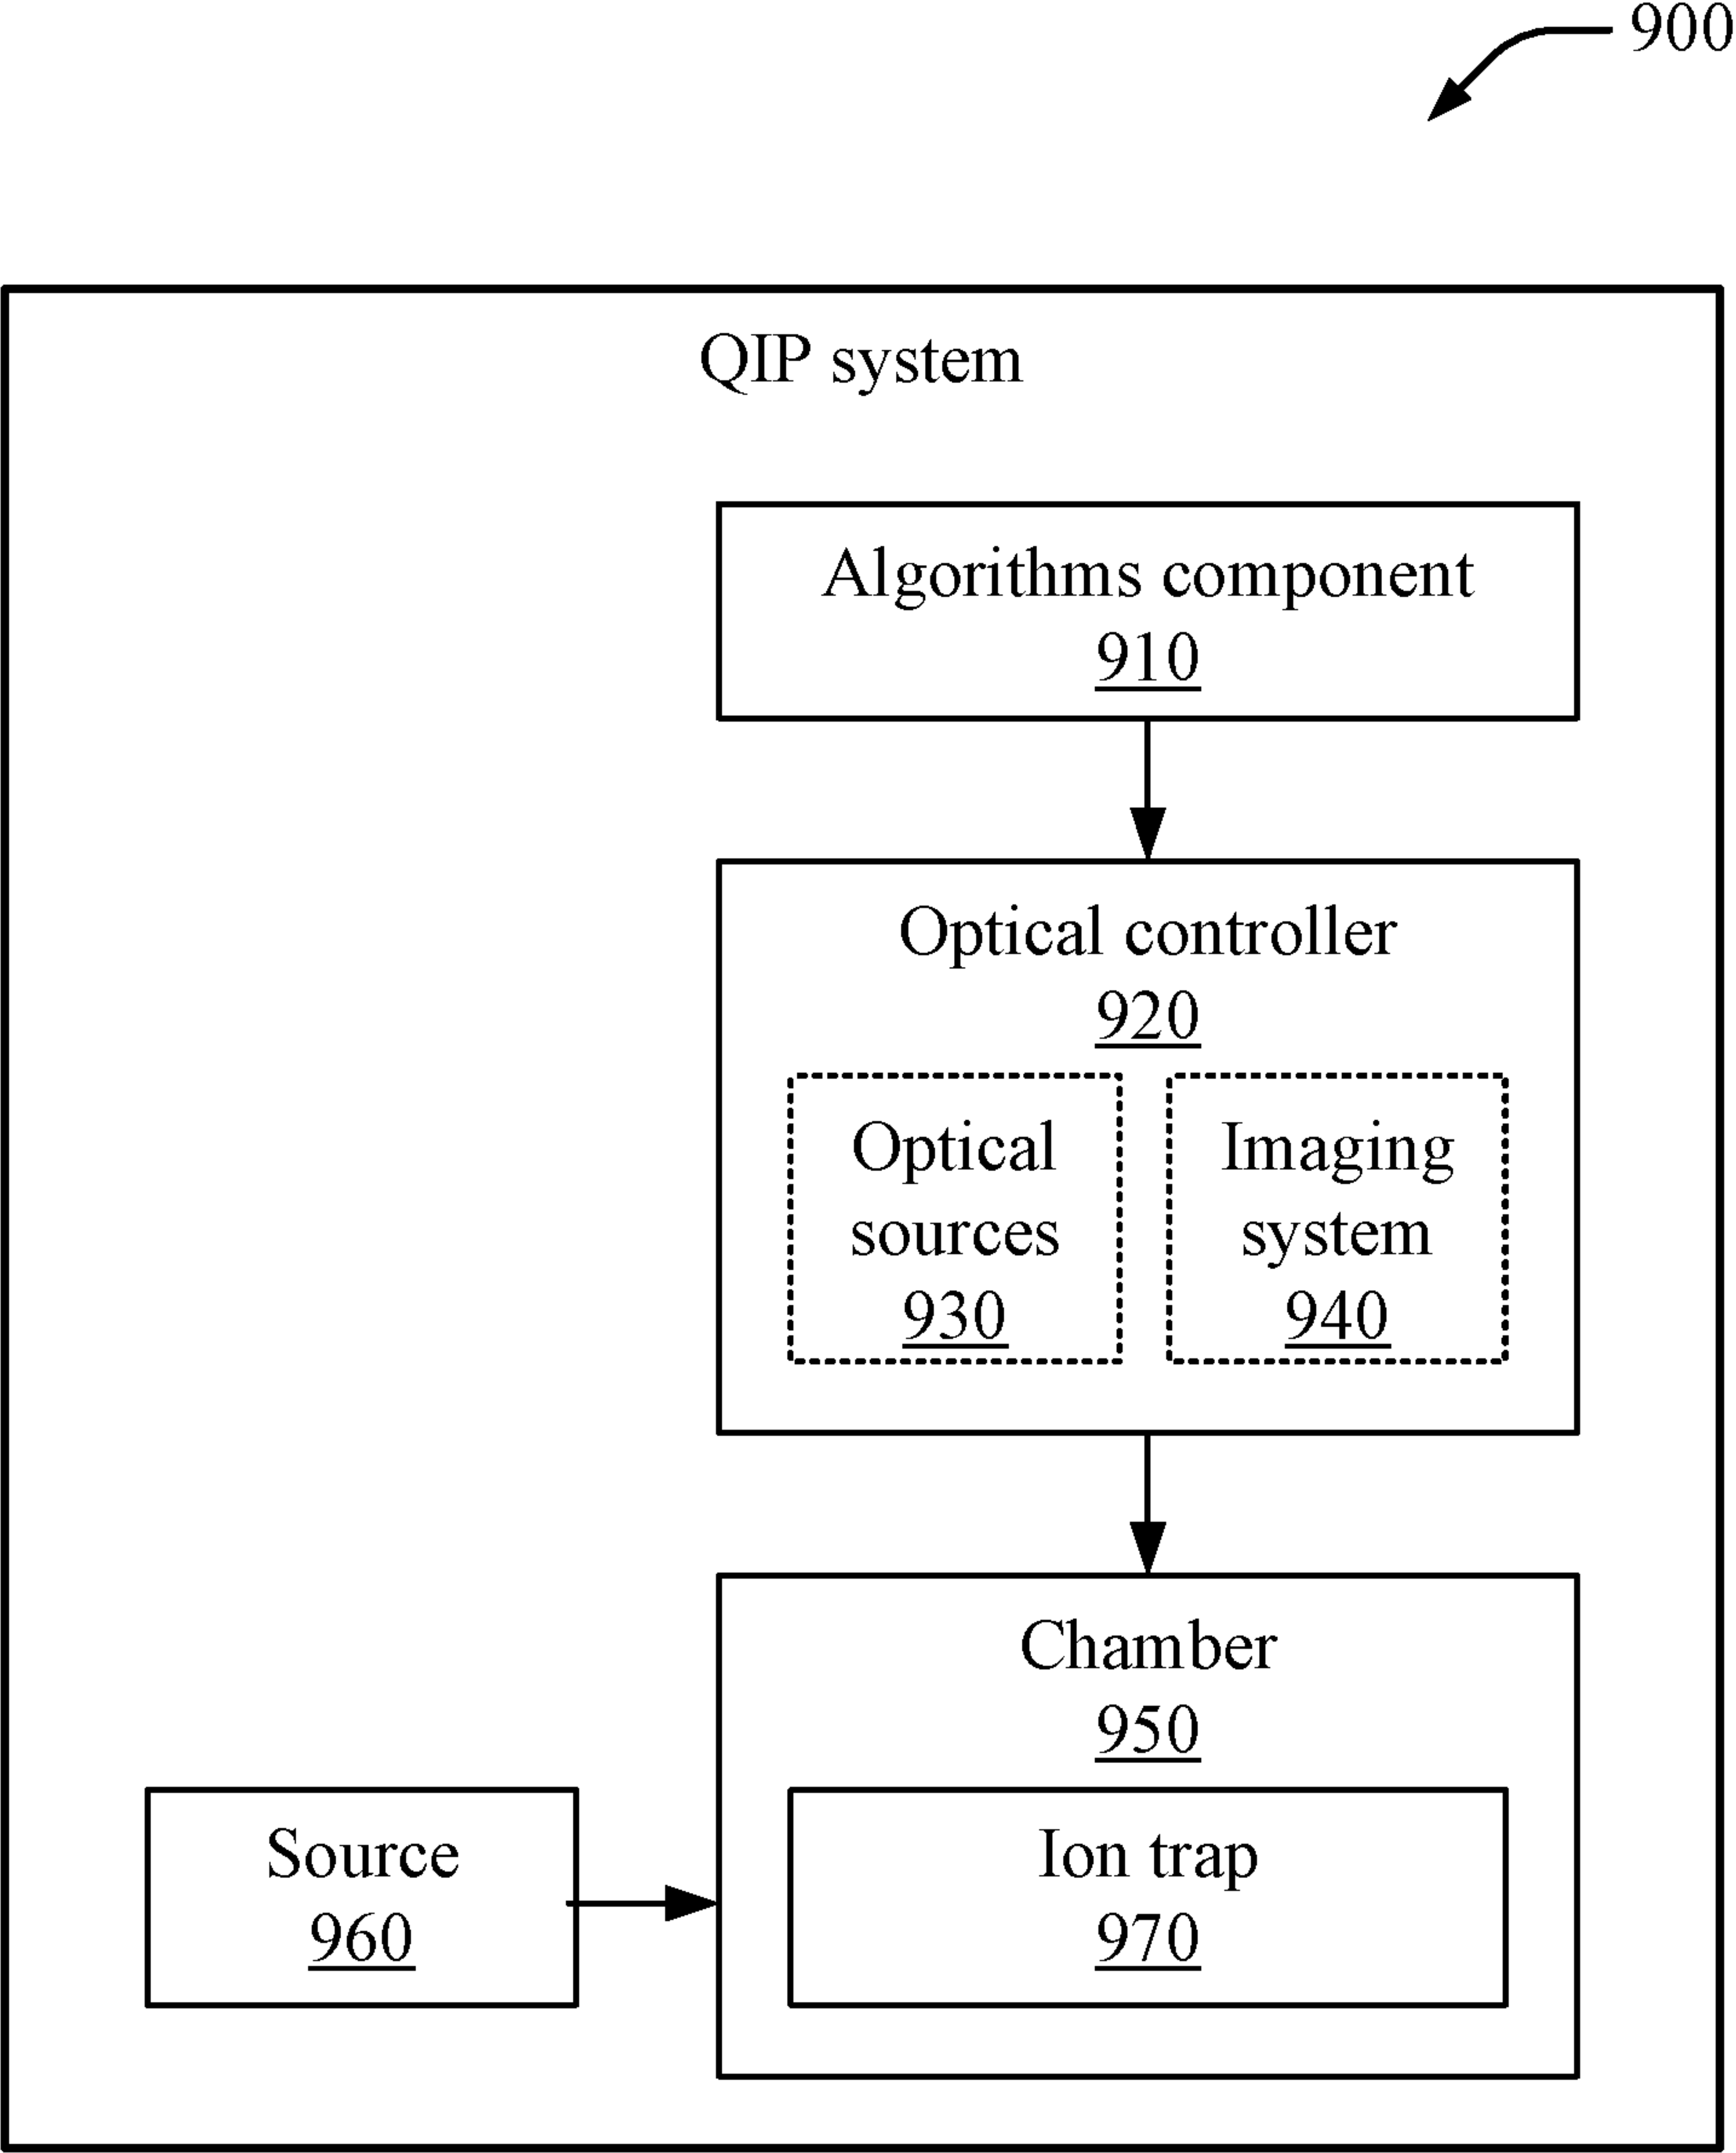 900
QIP system
Algorithms component
910
Optical controller
920
Optical
sources
930
Imaging
system
940
Chamber
950
Source
960
Ion trap
970